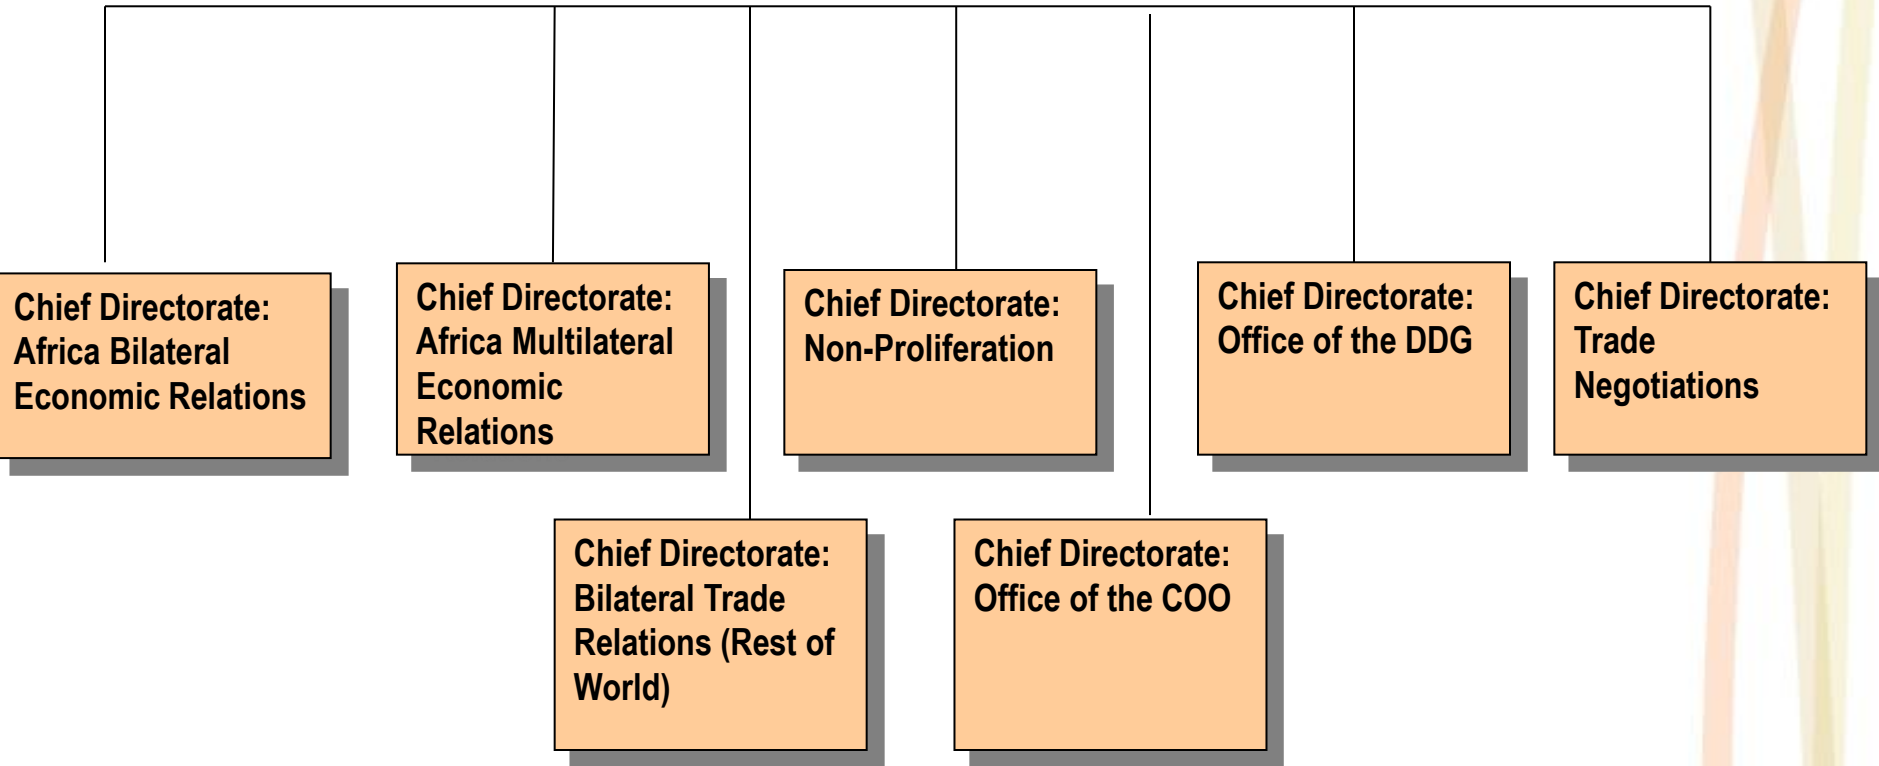 Chief Directorate:
Africa Bilateral
Economic Relations
Chief Directorate:
Africa Multilateral
Economic
Relations
Chief Directorate:
Non-Proliferation
Chief Directorate:
Office of the DDG
Chief Directorate:
Trade
Negotiations
Chief Directorate:
Bilateral Trade
Relations (Rest of
World)
Chief Directorate:
Office of the COO